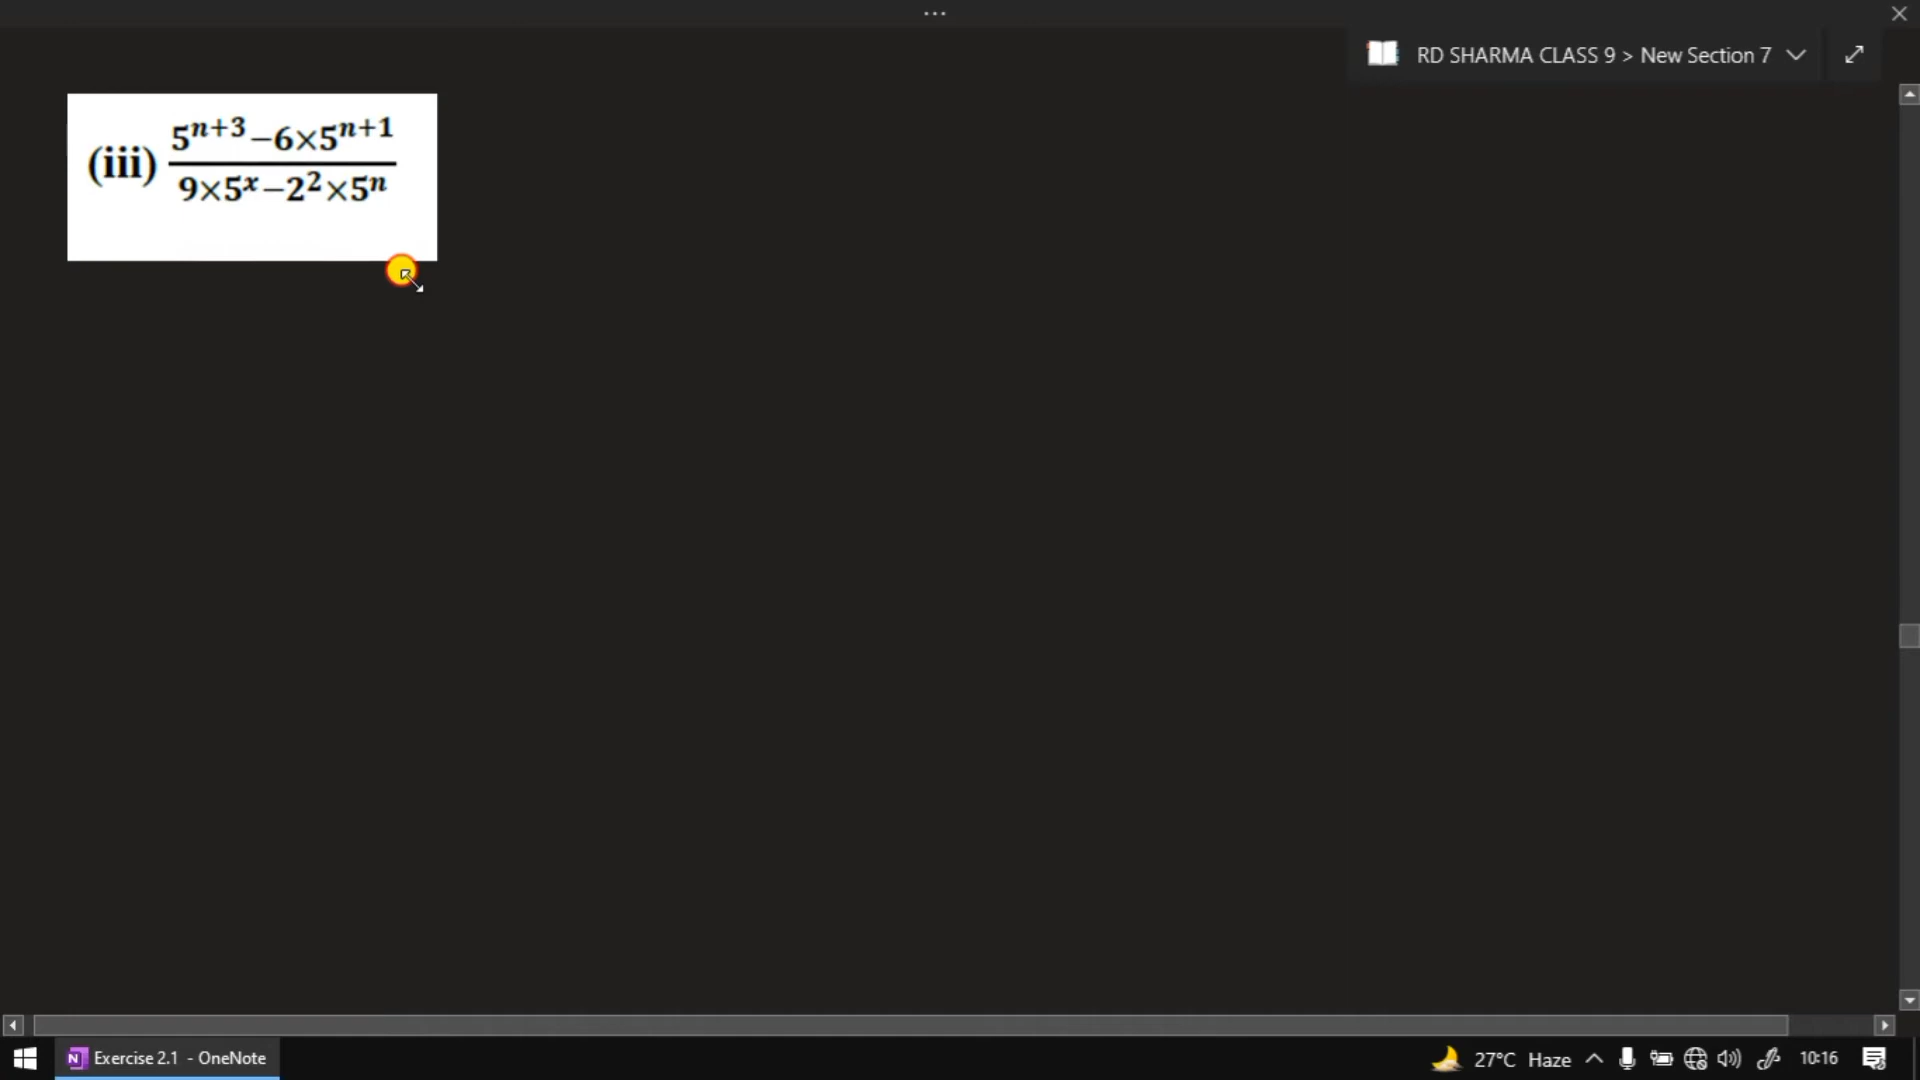 ...
RD SHARMA CLASS 9 > New Section 7
(iii) \frac{5^{n+3}-6×5^{n+1}}{9×5^{x}-2^{2}×5^{n}}
Exercise 2.1 - OneNote
27°C Haze
10:16